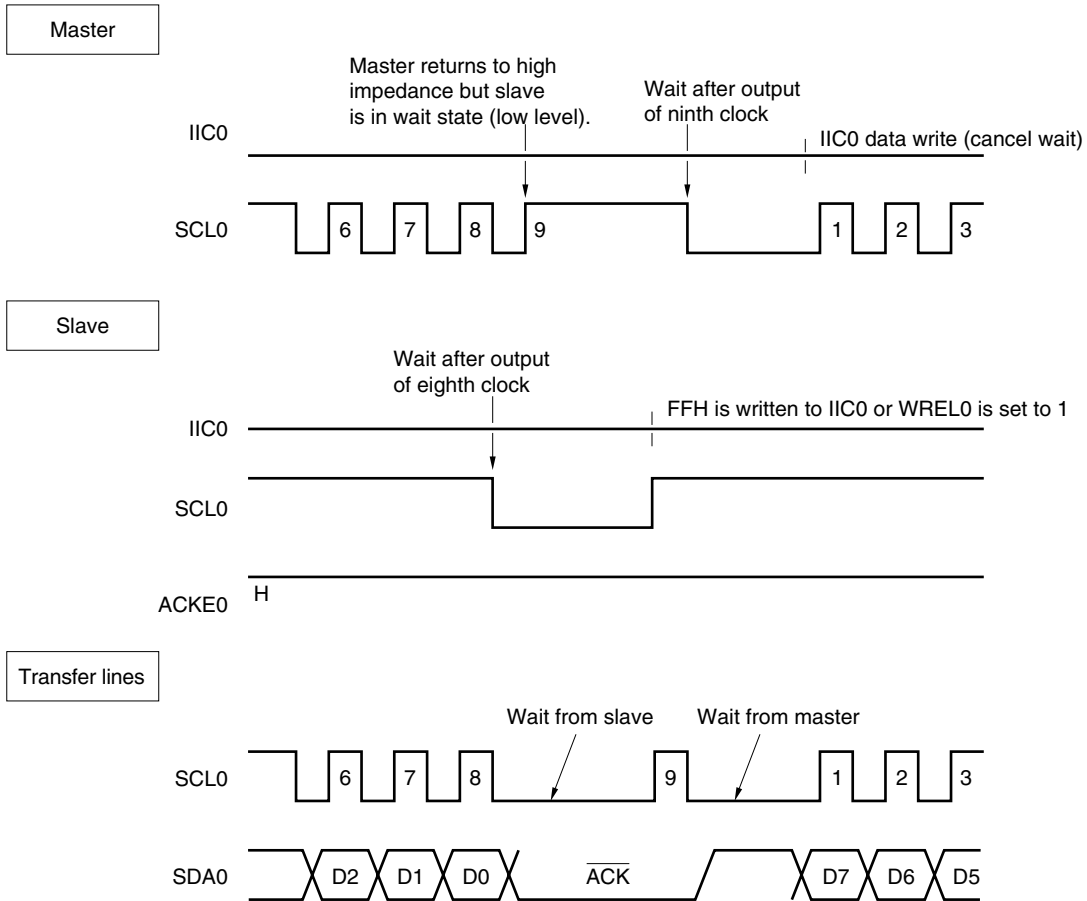 Master
Master returns to high
impedance but slave
is in wait state (low level).
Wait after output
of ninth clock
IIC0
IIC0 data write (cancel wait)
SCL0
6 7 8 9 1 2 3
Slave
Wait after output
of eighth clock
FFH is written to IIC0 or WREL0 is set to 1
IIC0
SCL0
H
ACKE0
Transfer lines
Wait from slave Wait from master
SCL0 6 7 8 9 1 2 3
SDA0 D2 D1 D0 ACK D7 D6 D5